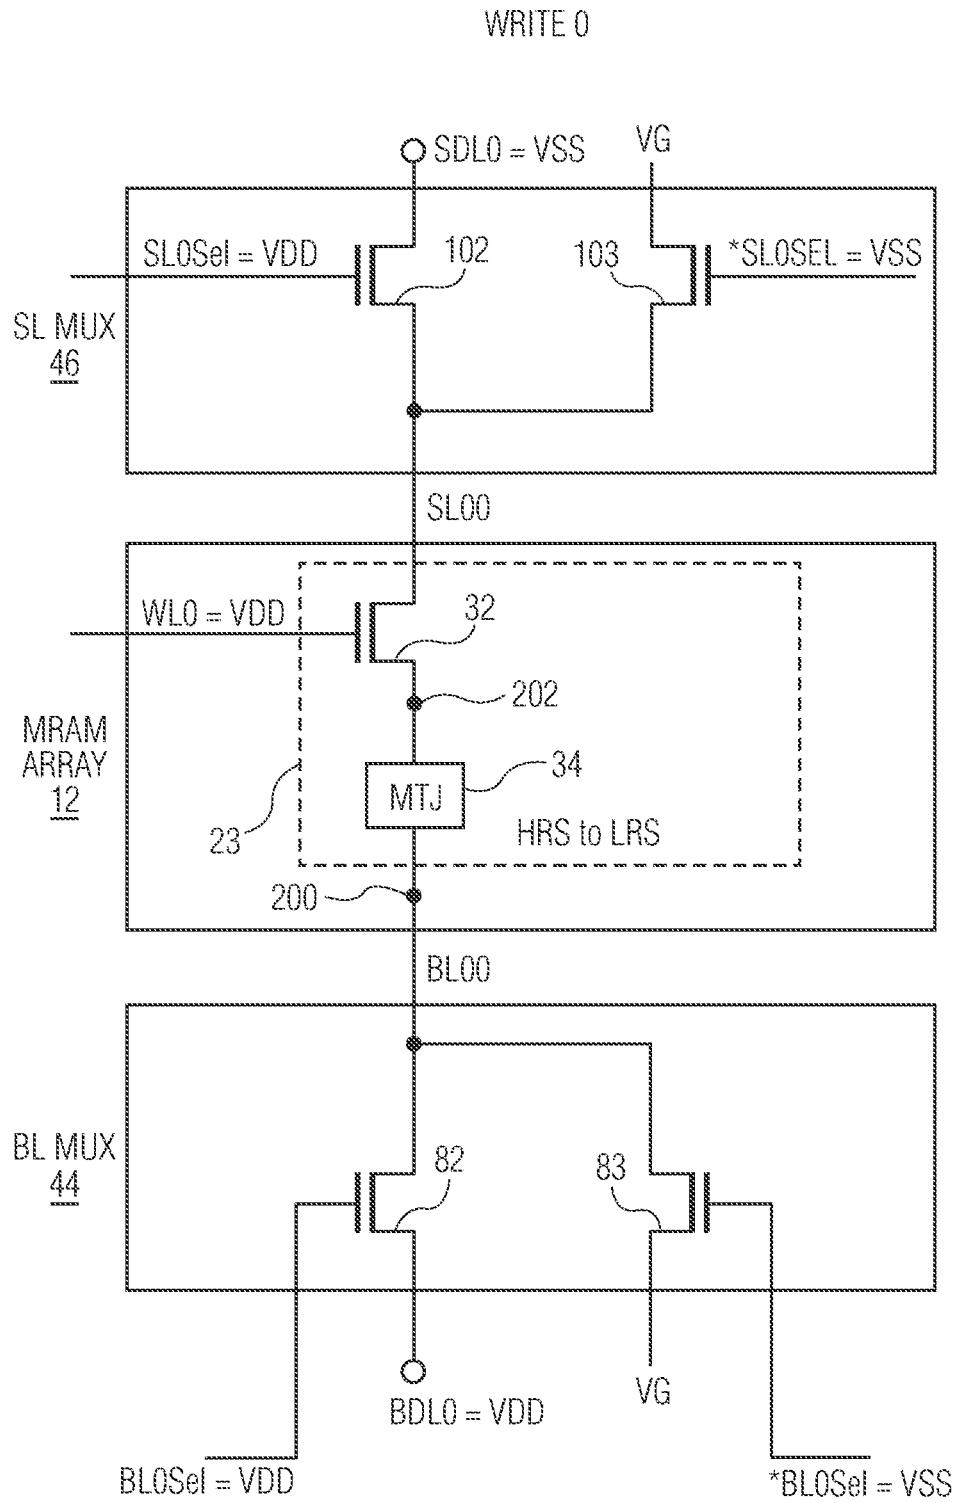 WRITE 0
SDL0 = VSS
VG
SL0Sel = VDD
102
103
*SL0SEL = VSS
SL MUX
46
SL00
WL0 = VDD
32
202
MRAM
ARRAY
12
MTJ
34
23
HRS to LRS
200
BL00
BL MUX
44
82
83
VG
BDL0 = VDD
BL0Sel = VDD
*BL0Sel = VSS